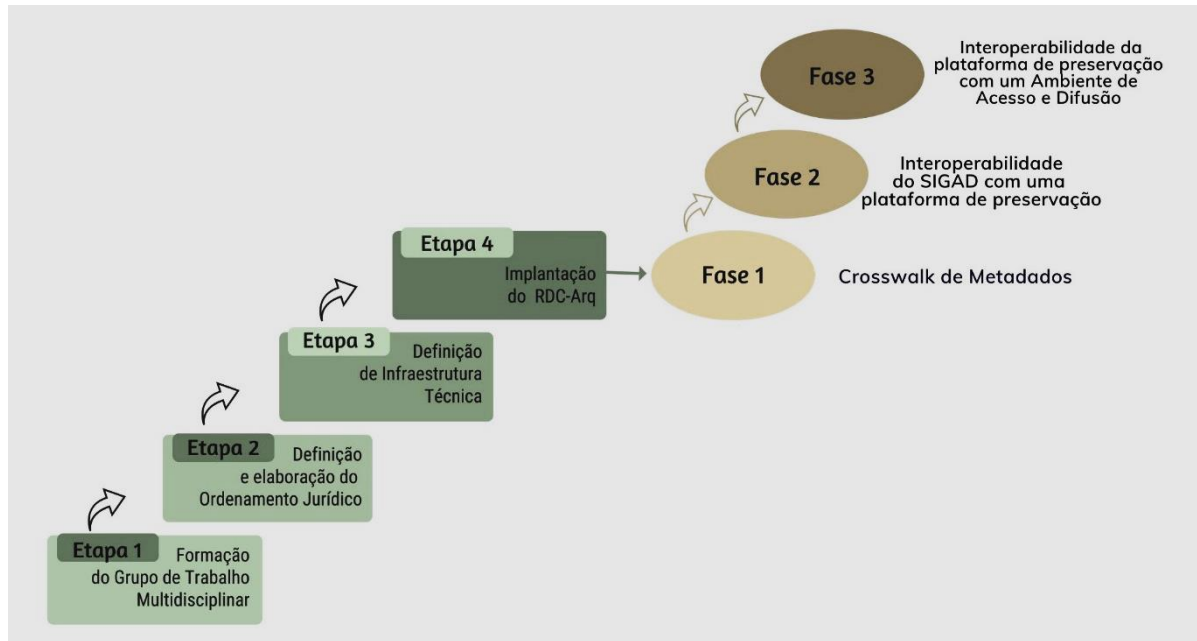 Fase 3
Interoperabilidade da
plataforma de preservação
com um Ambiente de
Acesso e Difusão
Fase 2
Interoperabilidade
do SIGAD com uma
plataforma de preservação
Etapa 4
Implantação
do RDC-Arq
Fase 1
Crosswalk de Metadados
Etapa 3
Definição
de Infraestrutura
Técnica
Etapa 2
Definição
e elaboração do
Ordenamento Jurídico
Etapa 1
Formação
do Grupo de Trabalho
Multidisciplinar